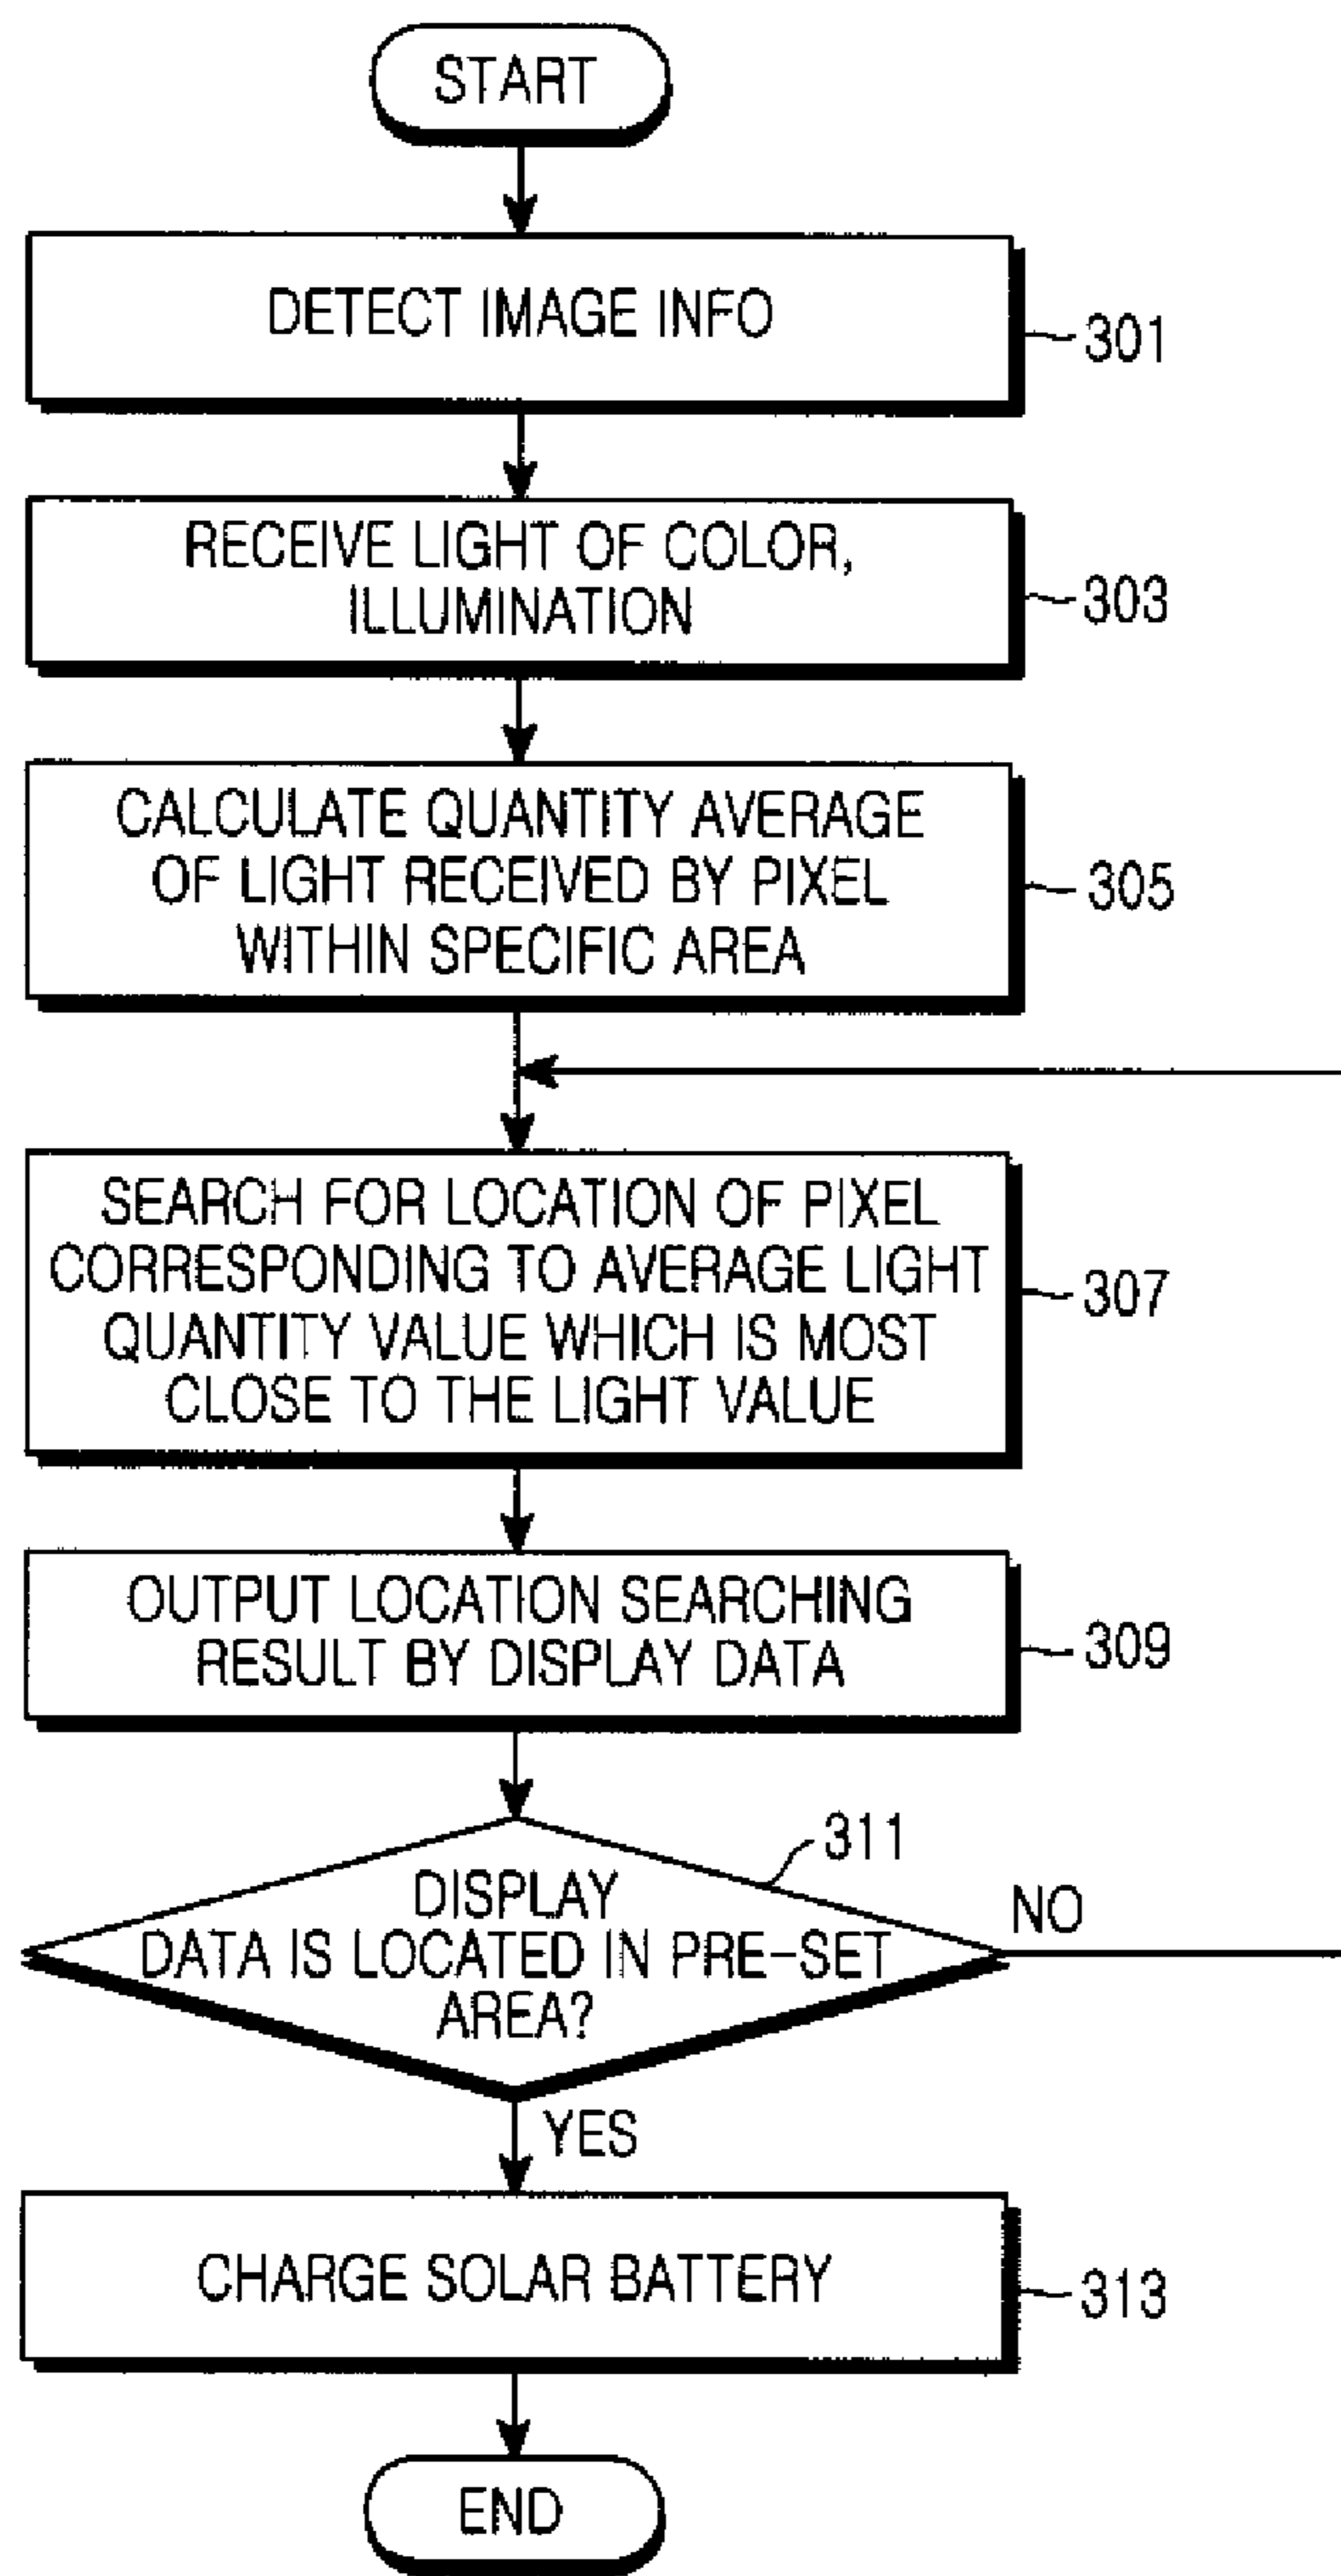 START
DETECT IMAGE INFO
301
RECEIVE LIGHT OF COLOR,
ILLUMINATION
303
CALCULATE QUANTITY AVERAGE
OF LIGHT RECEIVED BY PIXEL
WITHIN SPECIFIC AREA
305
SEARCH FOR LOCATION OF PIXEL
CORRESPONDING TO AVERAGE LIGHT
QUANTITY VALUE WHICH IS MOST
CLOSE TO THE LIGHT VALUE
307
OUTPUT LOCATION SEARCHING
RESULT BY DISPLAY DATA
309
311
DISPLAY
DATA IS LOCATED IN PRE-SET
AREA?
NO
YES
CHARGE SOLAR BATTERY
313
END